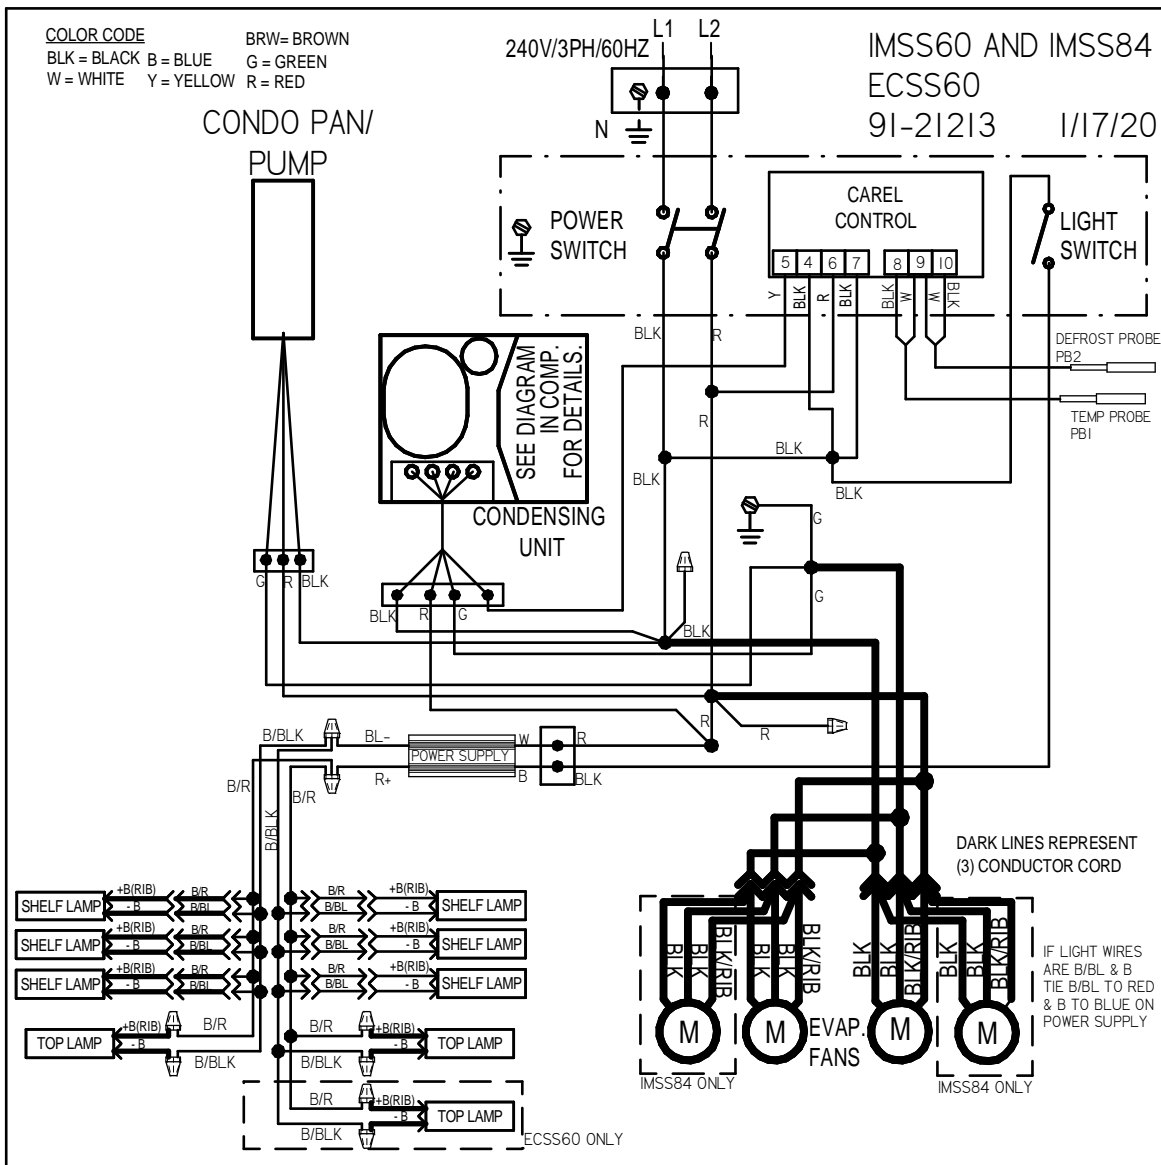 COLOR CODE
BLK = BLACK B = BLUE BRW= BROWN
W = WHITE Y = YELLOW G = GREEN
R = RED
CONDO PAN/
PUMP
240V/3PH/60HZ
L1 L2
N
IMSS60 AND IMSS84
ECSS60
91-21213 1/17/20
POWER
SWITCH
CAREL
CONTROL
5 4 6 7 8 9 10
LIGHT
SWITCH
Y BLK R BLK BLK W W BLK
BLK R
DEFROST PROBE
PB2
TEMP PROBE
PB1
SEE DIAGRAM
IN COMP.
FOR DETAILS.
CONDENSING
UNIT
R
BLK
BLK
BLK
G
G R BLK
BLK R G
G
BLK
R
R
B/BLK BL- POWER SUPPLY W R
B/R R+ B BLK
B/R
B/BLK
DARK LINES REPRESENT
(3) CONDUCTOR CORD
SHELF LAMP +B(RIB) B/R B/R +B(RIB) SHELF LAMP
- B B/BL B/BL - B
SHELF LAMP +B(RIB) B/R B/R +B(RIB) SHELF LAMP
- B B/BL B/BL - B
SHELF LAMP +B(RIB) B/R B/R +B(RIB) SHELF LAMP
- B B/BL B/BL - B
TOP LAMP +B(RIB) B/R B/R +B(RIB) TOP LAMP
- B B/BLK B/BLK - B
B/R +B(RIB) TOP LAMP
B/BLK - B
ECSS60 ONLY
BLK BLK BLK/RIB BLK BLK BLK/RIB BLK BLK BLK/RIB BLK BLK BLK/RIB
M M EVAP. M M
FANS
IMSS84 ONLY
IMSS84 ONLY
IF LIGHT WIRES
ARE B/BL & B
TIE B/BL TO RED
& B TO BLUE ON
POWER SUPPLY